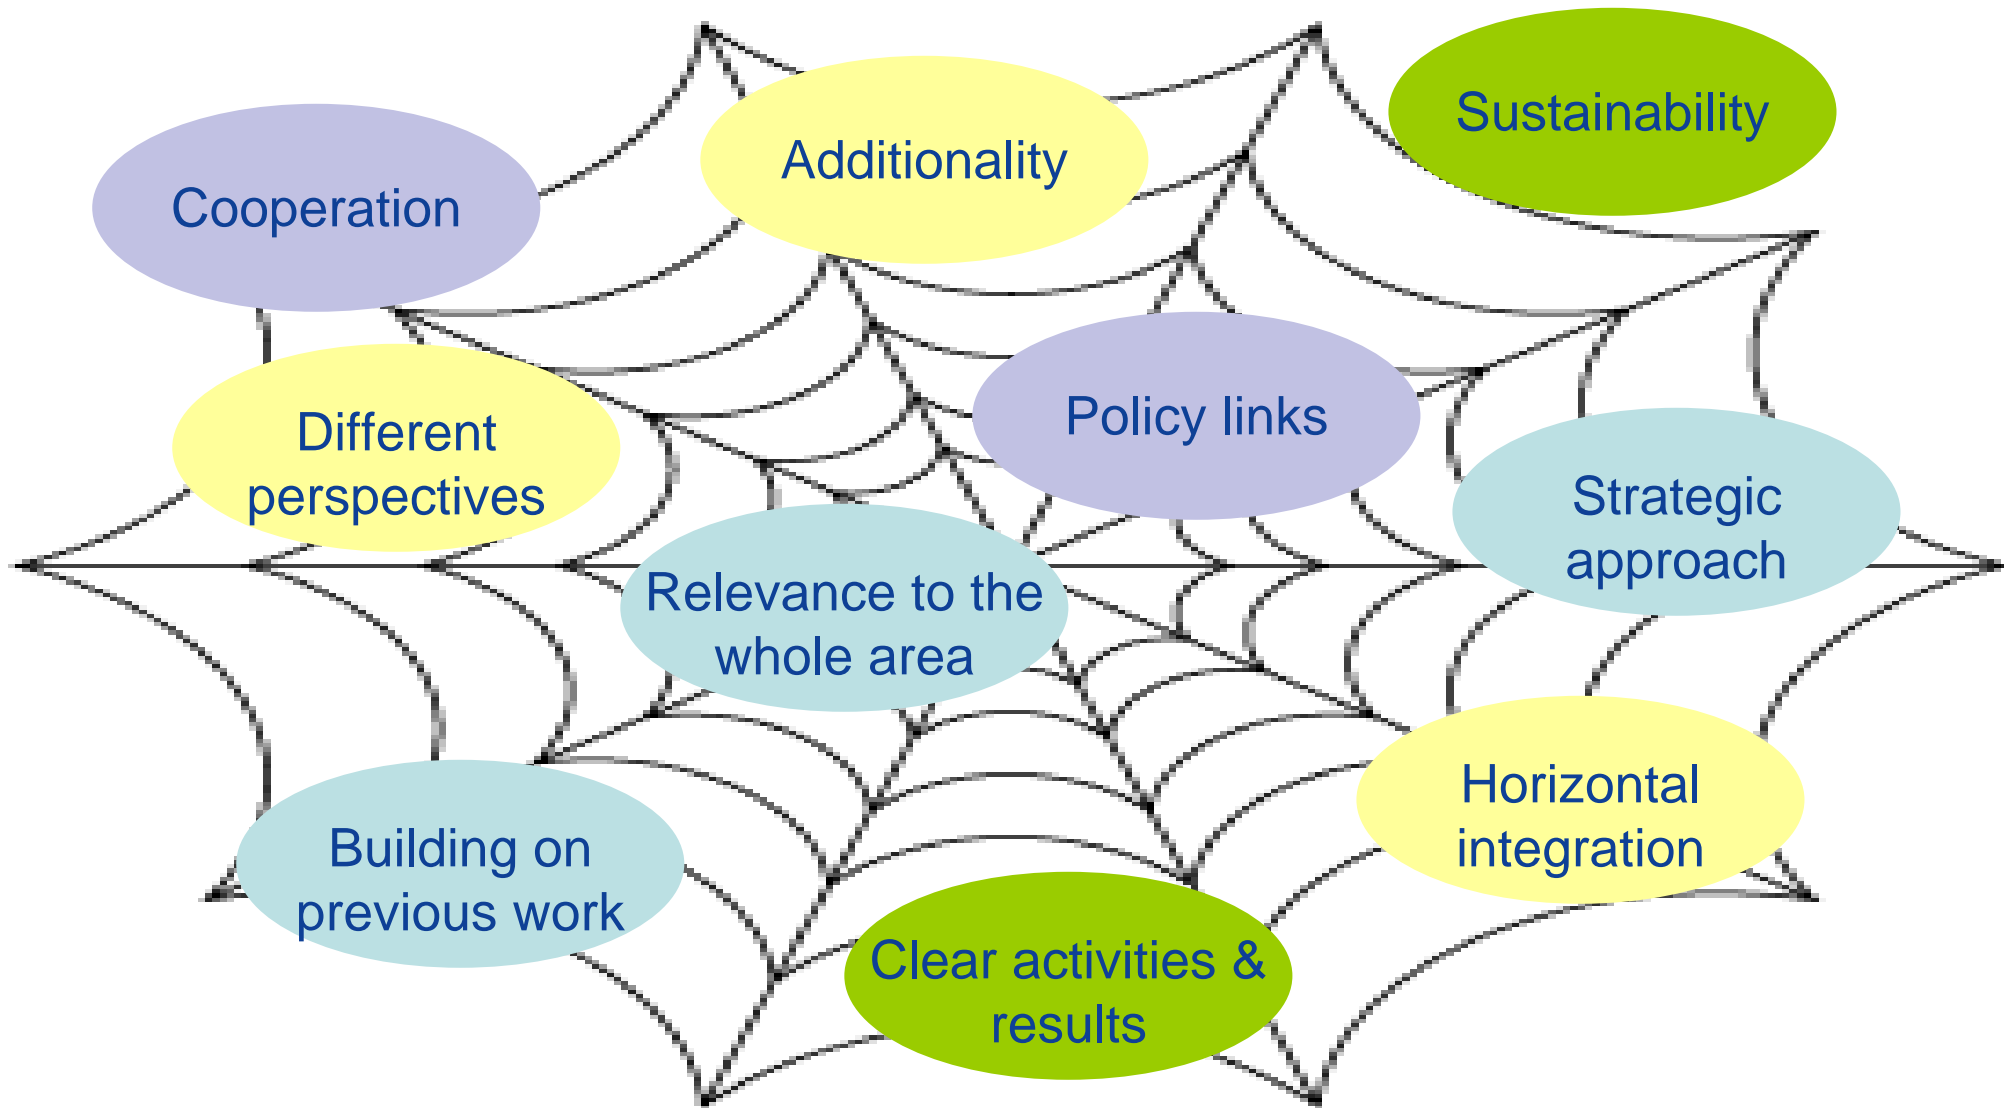 Sustainability
Additionality
Cooperation
Policy links
Different
perspectives
Strategic
approach
Relevance to the
whole area
Horizontal
integration
Building on
previous work
Clear activities &
results